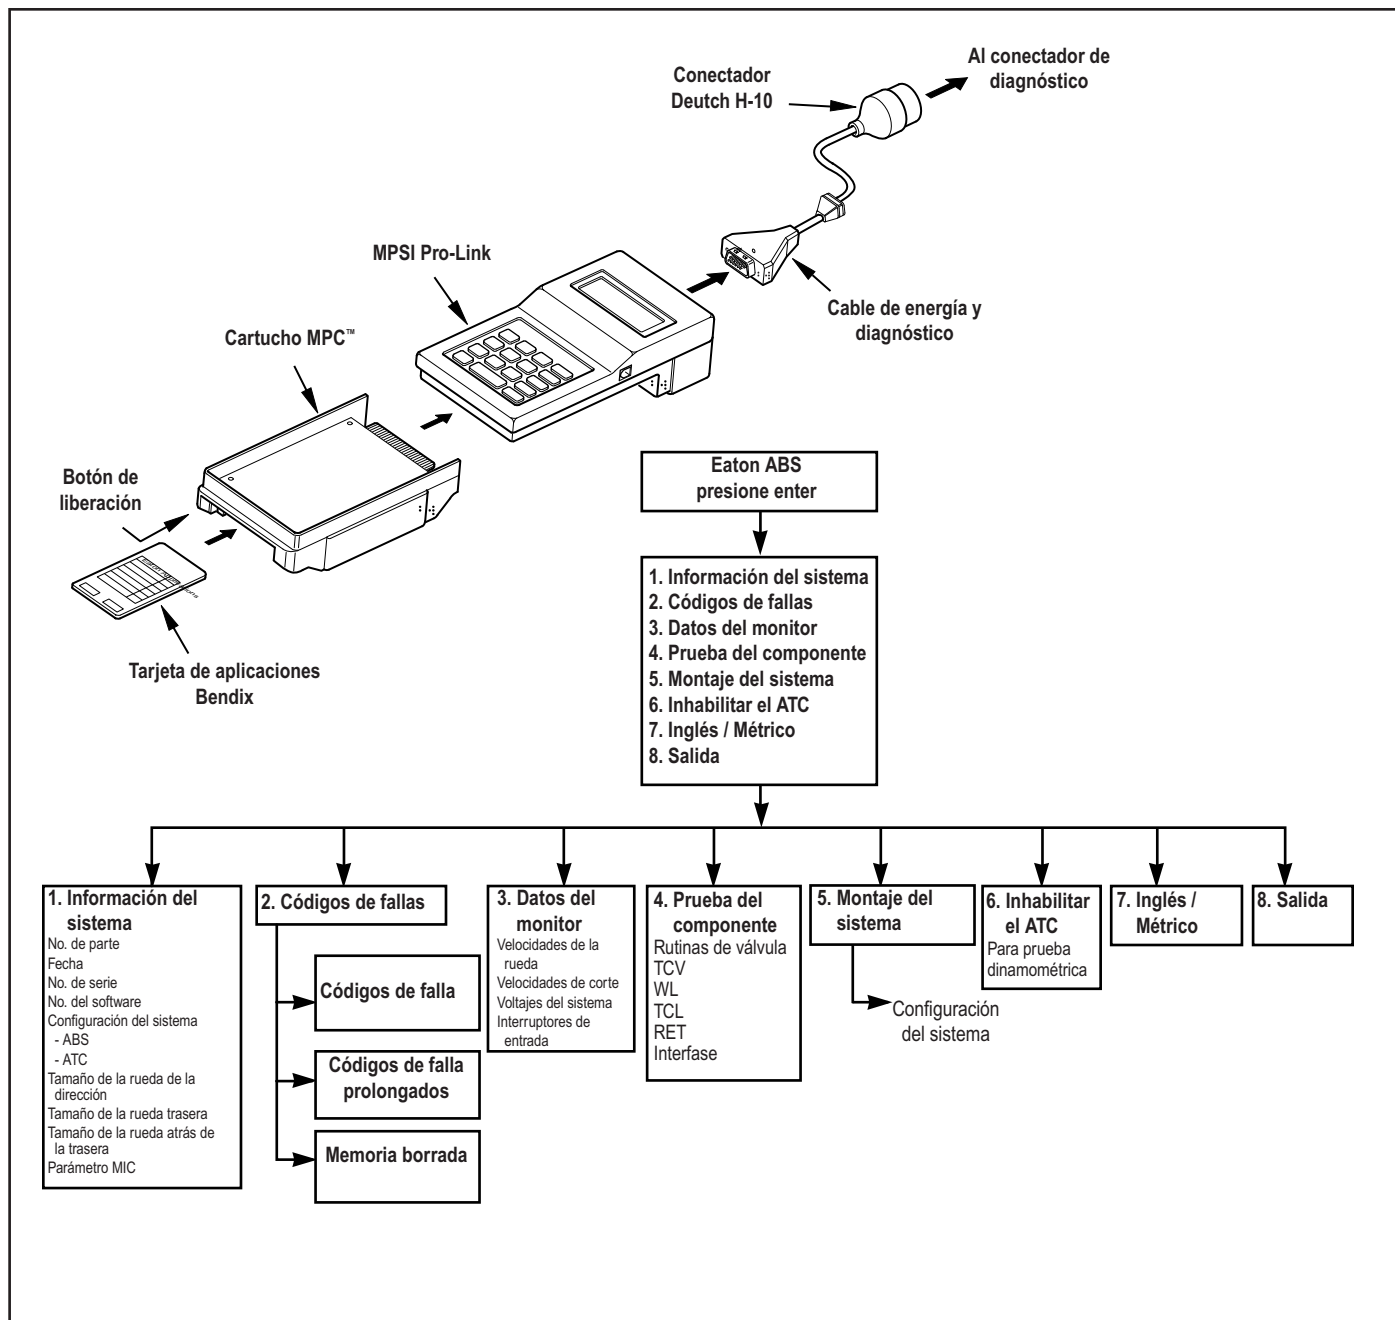 Al conectador de
diagnóstico
Conectador
Deutch H-10
MPSI Pro-Link
Cable de energía y
diagnóstico
Cartucho MPC™
Botón de
liberación
Tarjeta de aplicaciones
Bendix
Eaton ABS
presione enter
1. Información del sistema
2. Códigos de fallas
3. Datos del monitor
4. Prueba del componente
5. Montaje del sistema
6. Inhabilitar el ATC
7. Inglés / Métrico
8. Salida
1. Información del
sistema
No. de parte
Fecha
No. de serie
No. del software
Configuración del sistema
- ABS
- ATC
Tamaño de la rueda de la
dirección
Tamaño de la rueda trasera
Tamaño de la rueda atrás de
la trasera
Parámetro MIC
2. Códigos de fallas
Códigos de falla
Códigos de falla
prolongados
Memoria borrada
3. Datos del
monitor
Velocidades de la
rueda
Velocidades de corte
Voltajes del sistema
Interruptores de
entrada
4. Prueba del
componente
Rutinas de válvula
TCV
WL
TCL
RET
Interfase
5. Montaje del
sistema
Configuración
del sistema
6. Inhabilitar
el ATC
Para prueba
dinamométrica
7. Inglés /
Métrico
8. Salida